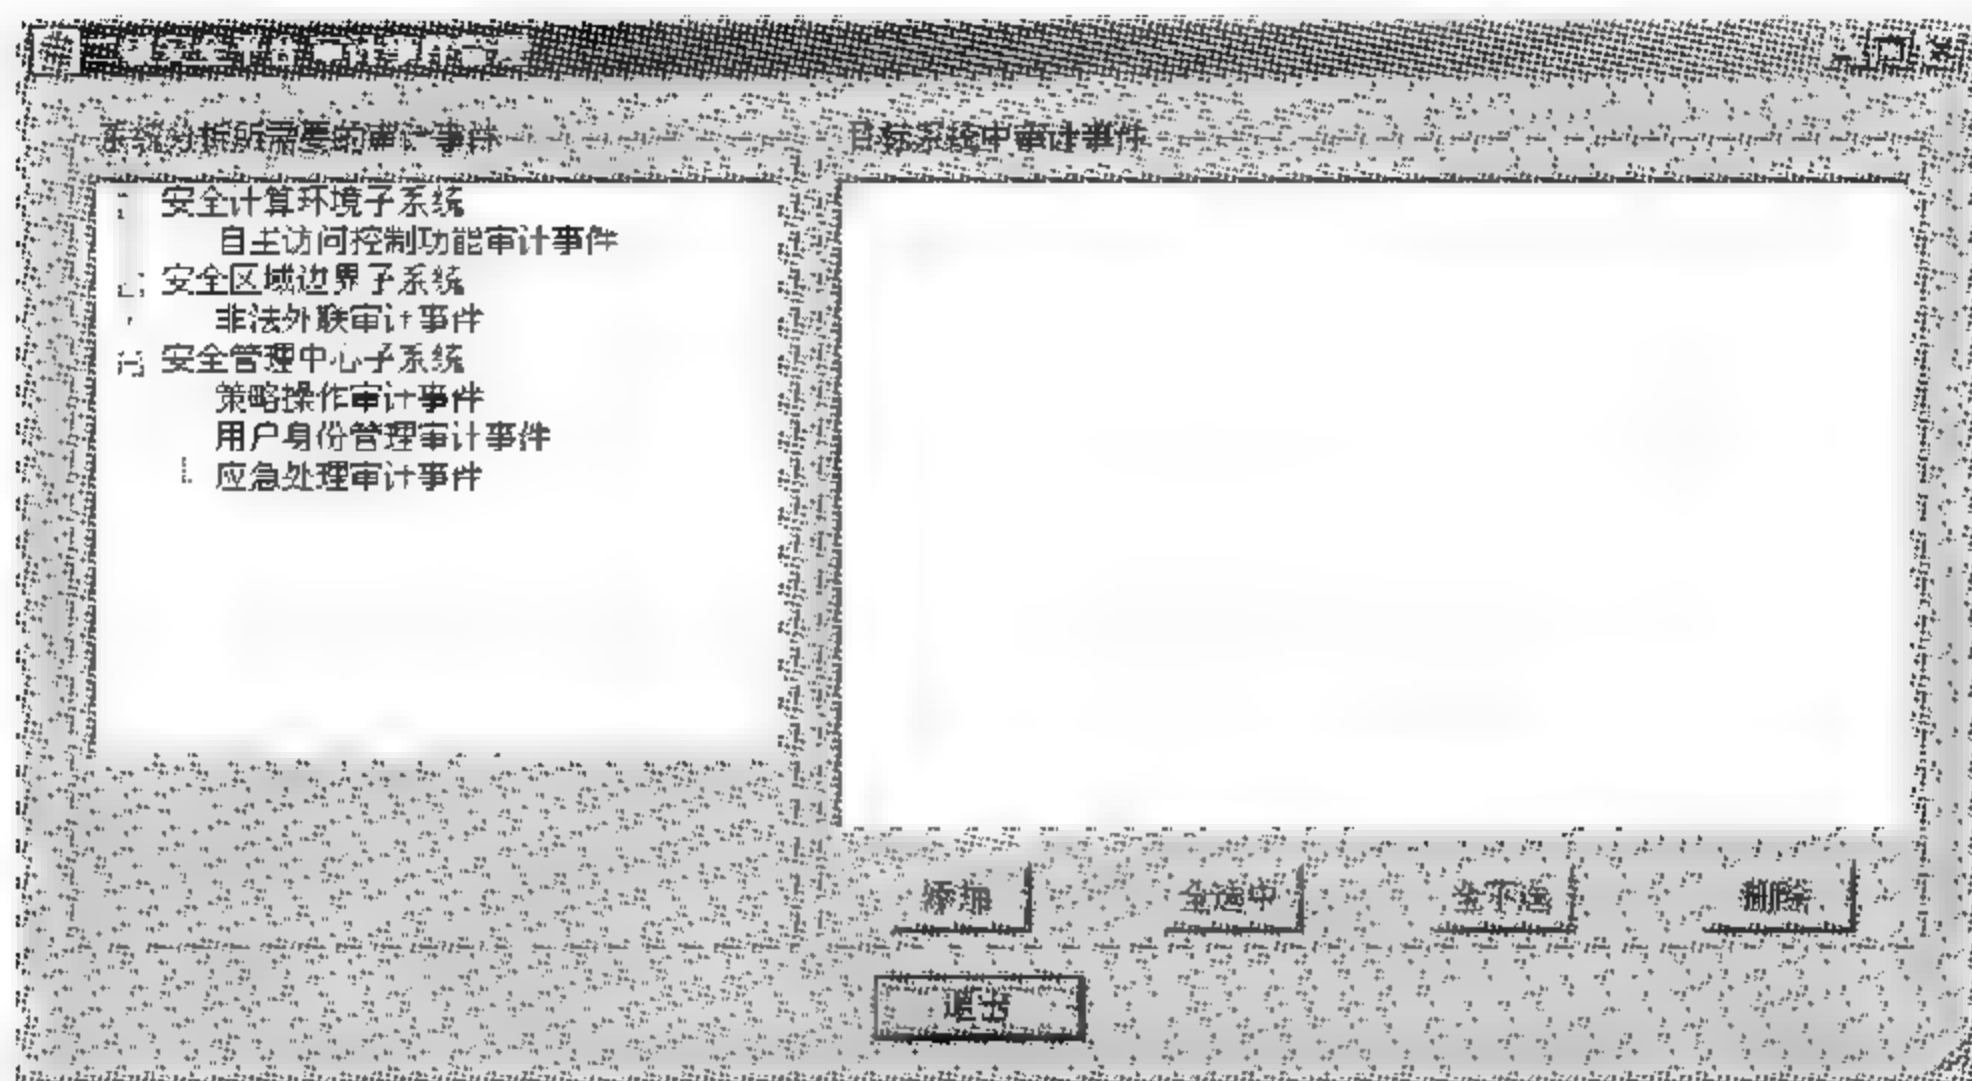 系统分析所需要的审计事件
安全计算环境子系统
自主访问控制功能审计事件
安全区域边界子系统
非法外联审计事件
安全管理中心子系统
策略操作审计事件
用户身份管理审计事件
应急处理审计事件
目标系统中审计事件
添加
全选中
全不选
删除
退出